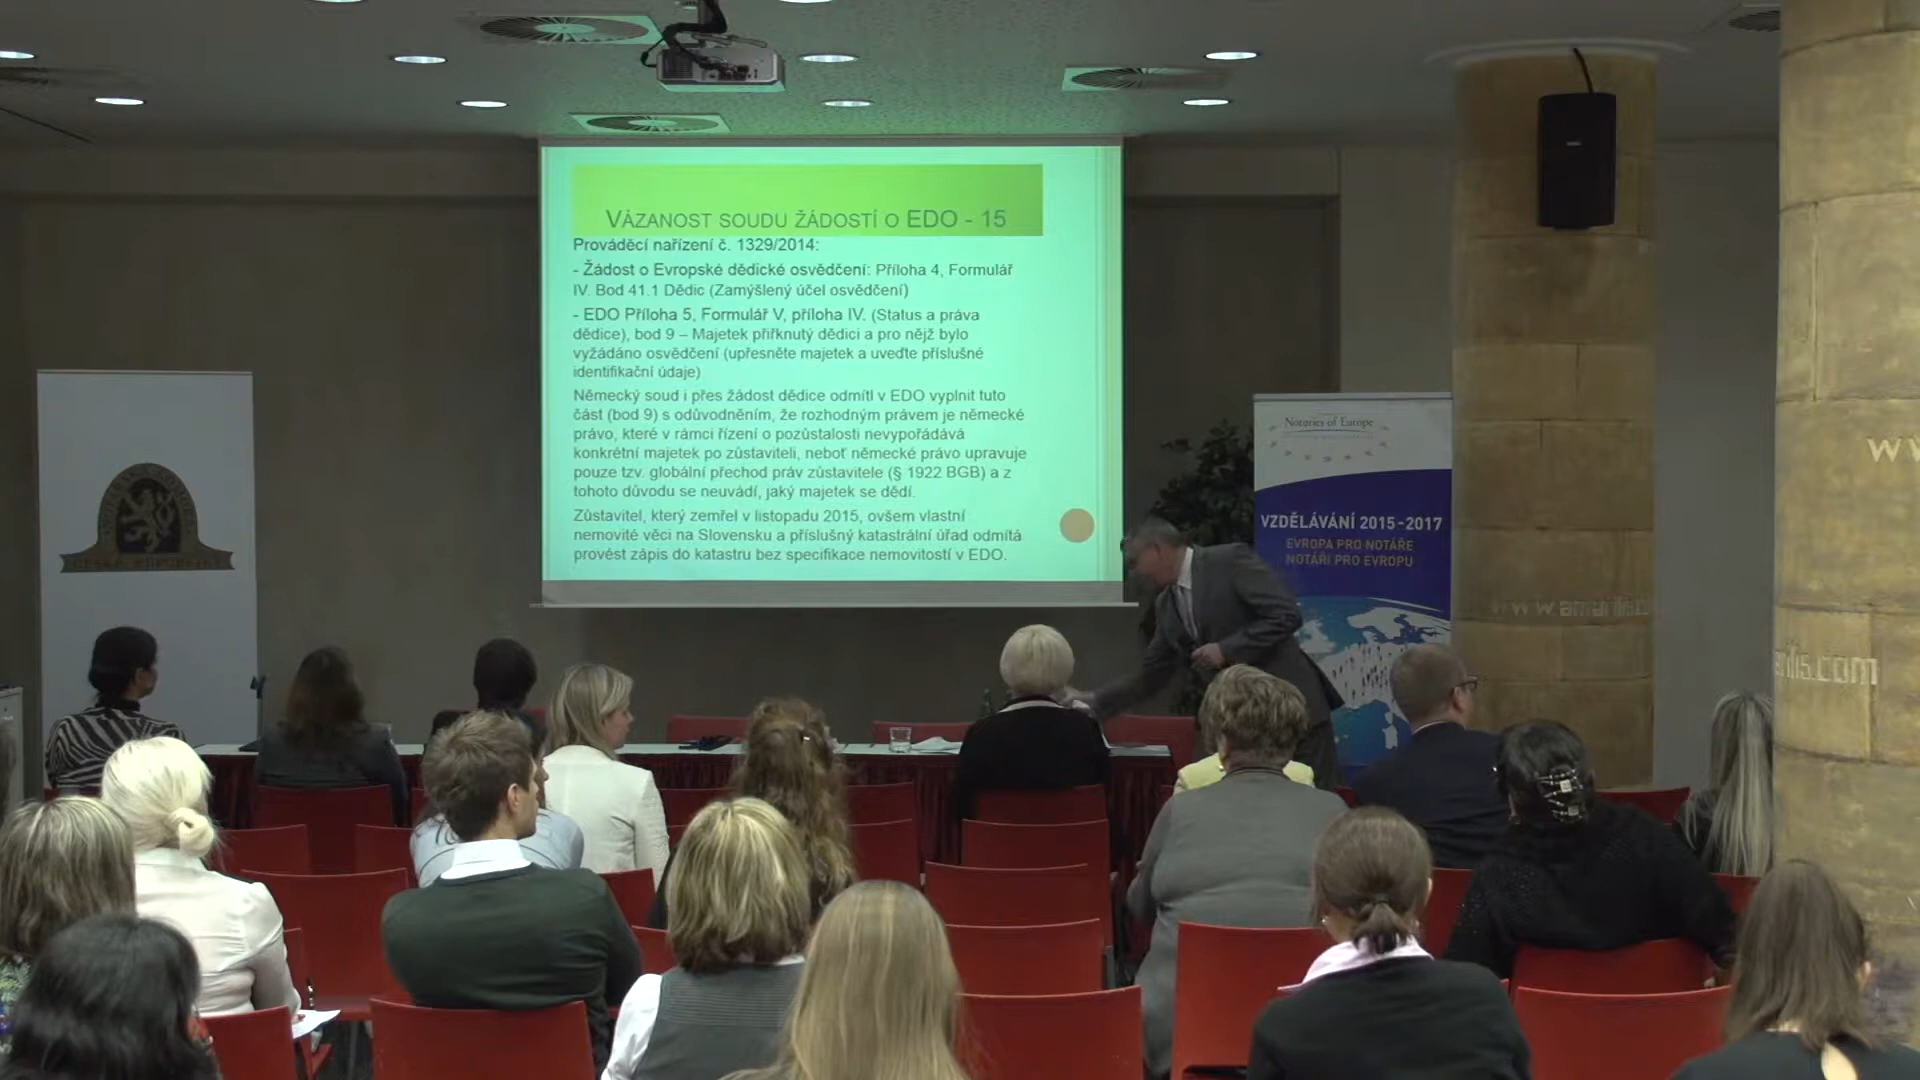 VÁZANOST SOUDU ŽÁDOSTÍ O EDO - 15
Prováděcí nařízení č. 1329/2014:
- Žádost o Evropské dědické osvědčení: Příloha 4, Formulář
IV. Bod 41.1 Dědic (Zamýšlený účel osvědčení)
- EDO Příloha 5, Formulář V, příloha IV. (Status a práva
dědice), bod 9 – Majetek přiřknutý dědici a pro nějž bylo
vyžádáno osvědčení (upřesněte majetek a uveďte příslušné
identifikační údaje)
Německý soud i přes žádost dědice odmítl v EDO vyplnit tuto
část (bod 9) s odůvodněním, že rozhodným právem je německé
právo, které v rámci řízení o pozůstalosti nevypořádává
konkrétní majetek po zůstaviteli, neboť německé právo upravuje
pouze tzv. globální přechod práv zůstavitele (§ 1922 BGB) a z
tohoto důvodu se neuvádí, jaký majetek se dědí.
Zůstavitel, který zemřel v listopadu 2015, ovšem vlastní
nemovité věci na Slovensku a příslušný katastrální úřad odmítá
provést zápis do katastru bez specifikace nemovitostí v EDO.
Notaries of Europe
VZDĚLÁVÁNÍ 2015-2017
EVROPA PRO NOTÁŘE
NOTÁŘI PRO EVROPU